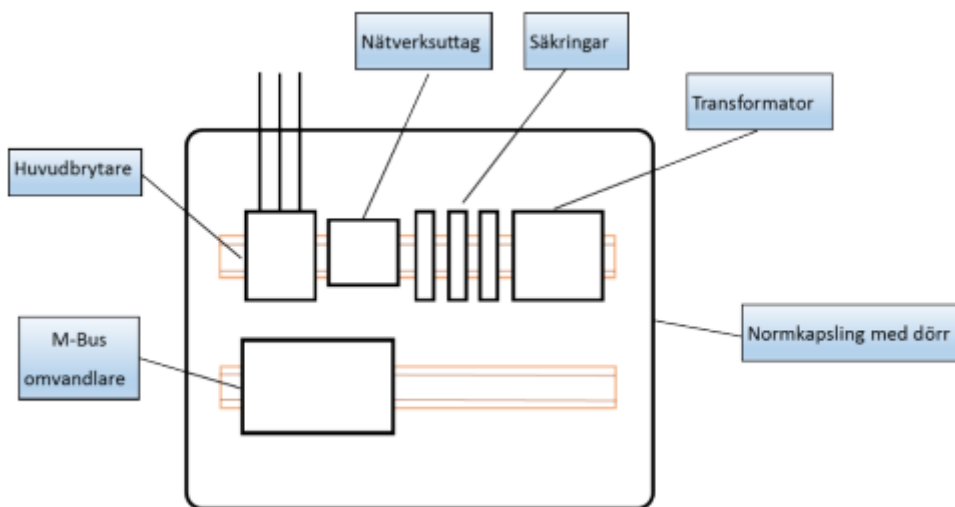 Nätverksuttag
Säkringar
Transformator
Huvudbrytare
M-Bus
omvandlare
Normkapsling med dörr